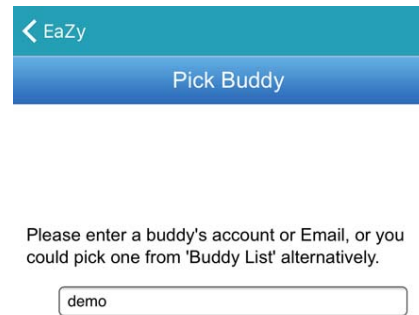 EaZy
Pick Buddy
Please enter a buddy's account or Email, or you
could pick one from 'Buddy List' alternatively.
demo